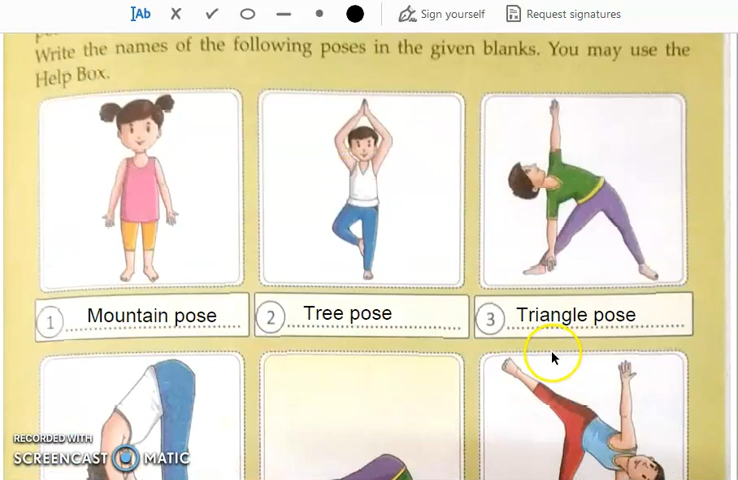 Ab
Sign yourself
Request signatures
Write the names of the following poses in the given blanks. You may use the
Help Box.
1 Mountain pose
2 Tree pose
3 Triangle pose
RECORDED WITH
SCREENCAST MATIC